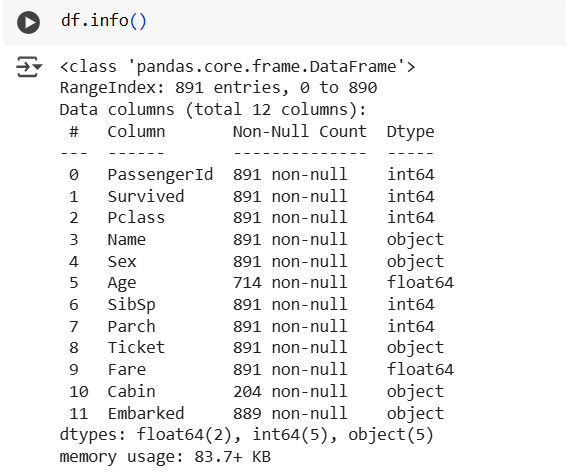 df.info()
<class 'pandas.core.frame.DataFrame'>
RangeIndex: 891 entries, 0 to 890
Data columns (total 12 columns):
 #   Column       Non-Null Count  Dtype
---  ------       --------------  -----
 0   PassengerId  891 non-null    int64
 1   Survived     891 non-null    int64
 2   Pclass       891 non-null    int64
 3   Name         891 non-null    object
 4   Sex          891 non-null    object
 5   Age          714 non-null    float64
 6   SibSp        891 non-null    int64
 7   Parch        891 non-null    int64
 8   Ticket       891 non-null    object
 9   Fare         891 non-null    float64
 10  Cabin        204 non-null    object
 11  Embarked     889 non-null    object
dtypes: float64(2), int64(5), object(5)
memory usage: 83.7+ KB